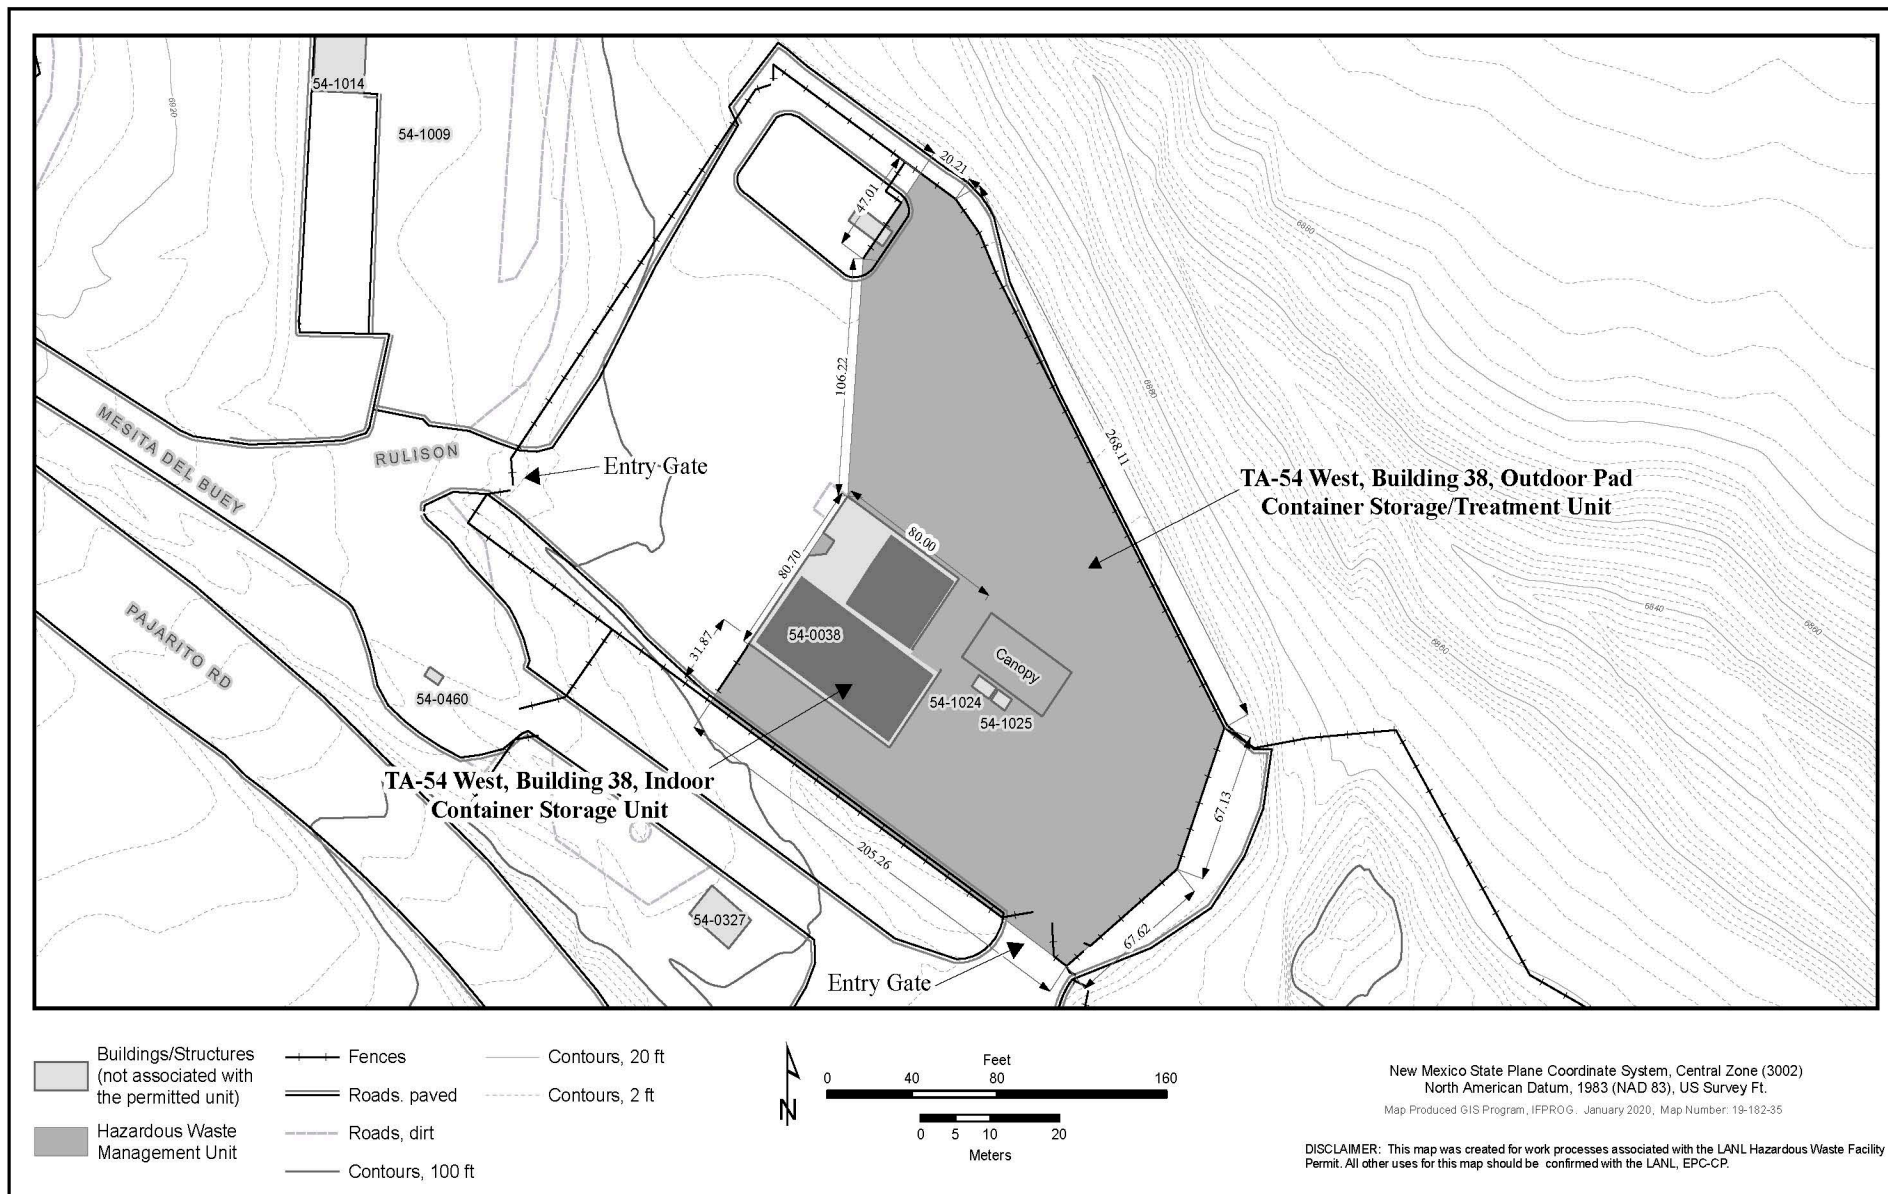 54-1014
6920
54-1009
20.21
47.01
6860
106.22
6880
268.11
MESITA DEL BUEY
RULISON
Entry Gate
TA-54 West, Building 38, Outdoor Pad
Container Storage/Treatment Unit
80.00
80.70
PAJARITO RD
31.87
54-0038
Canopy
6840
6860
6860
54-0460
54-1024
54-1025
TA-54 West, Building 38, Indoor
Container Storage Unit
67.13
205.26
54-0327
67.62
Entry Gate
Buildings/Structures
(not associated with
the permitted unit)
Hazardous Waste
Management Unit
Fences
Roads. paved
Roads, dirt
Contours, 100 ft
Contours, 20 ft
Contours, 2 ft
N
Feet
0 40 80 160
0 5 10 20
Meters
New Mexico State Plane Coordinate System, Central Zone (3002)
North American Datum, 1983 (NAD 83), US Survey Ft.
Map Produced GIS Program, IFPROG. January 2020, Map Number: 19-182-35
DISCLAIMER: This map was created for work processes associated with the LANL Hazardous Waste Facility
Permit. All other uses for this map should be confirmed with the LANL, EPC-CP.